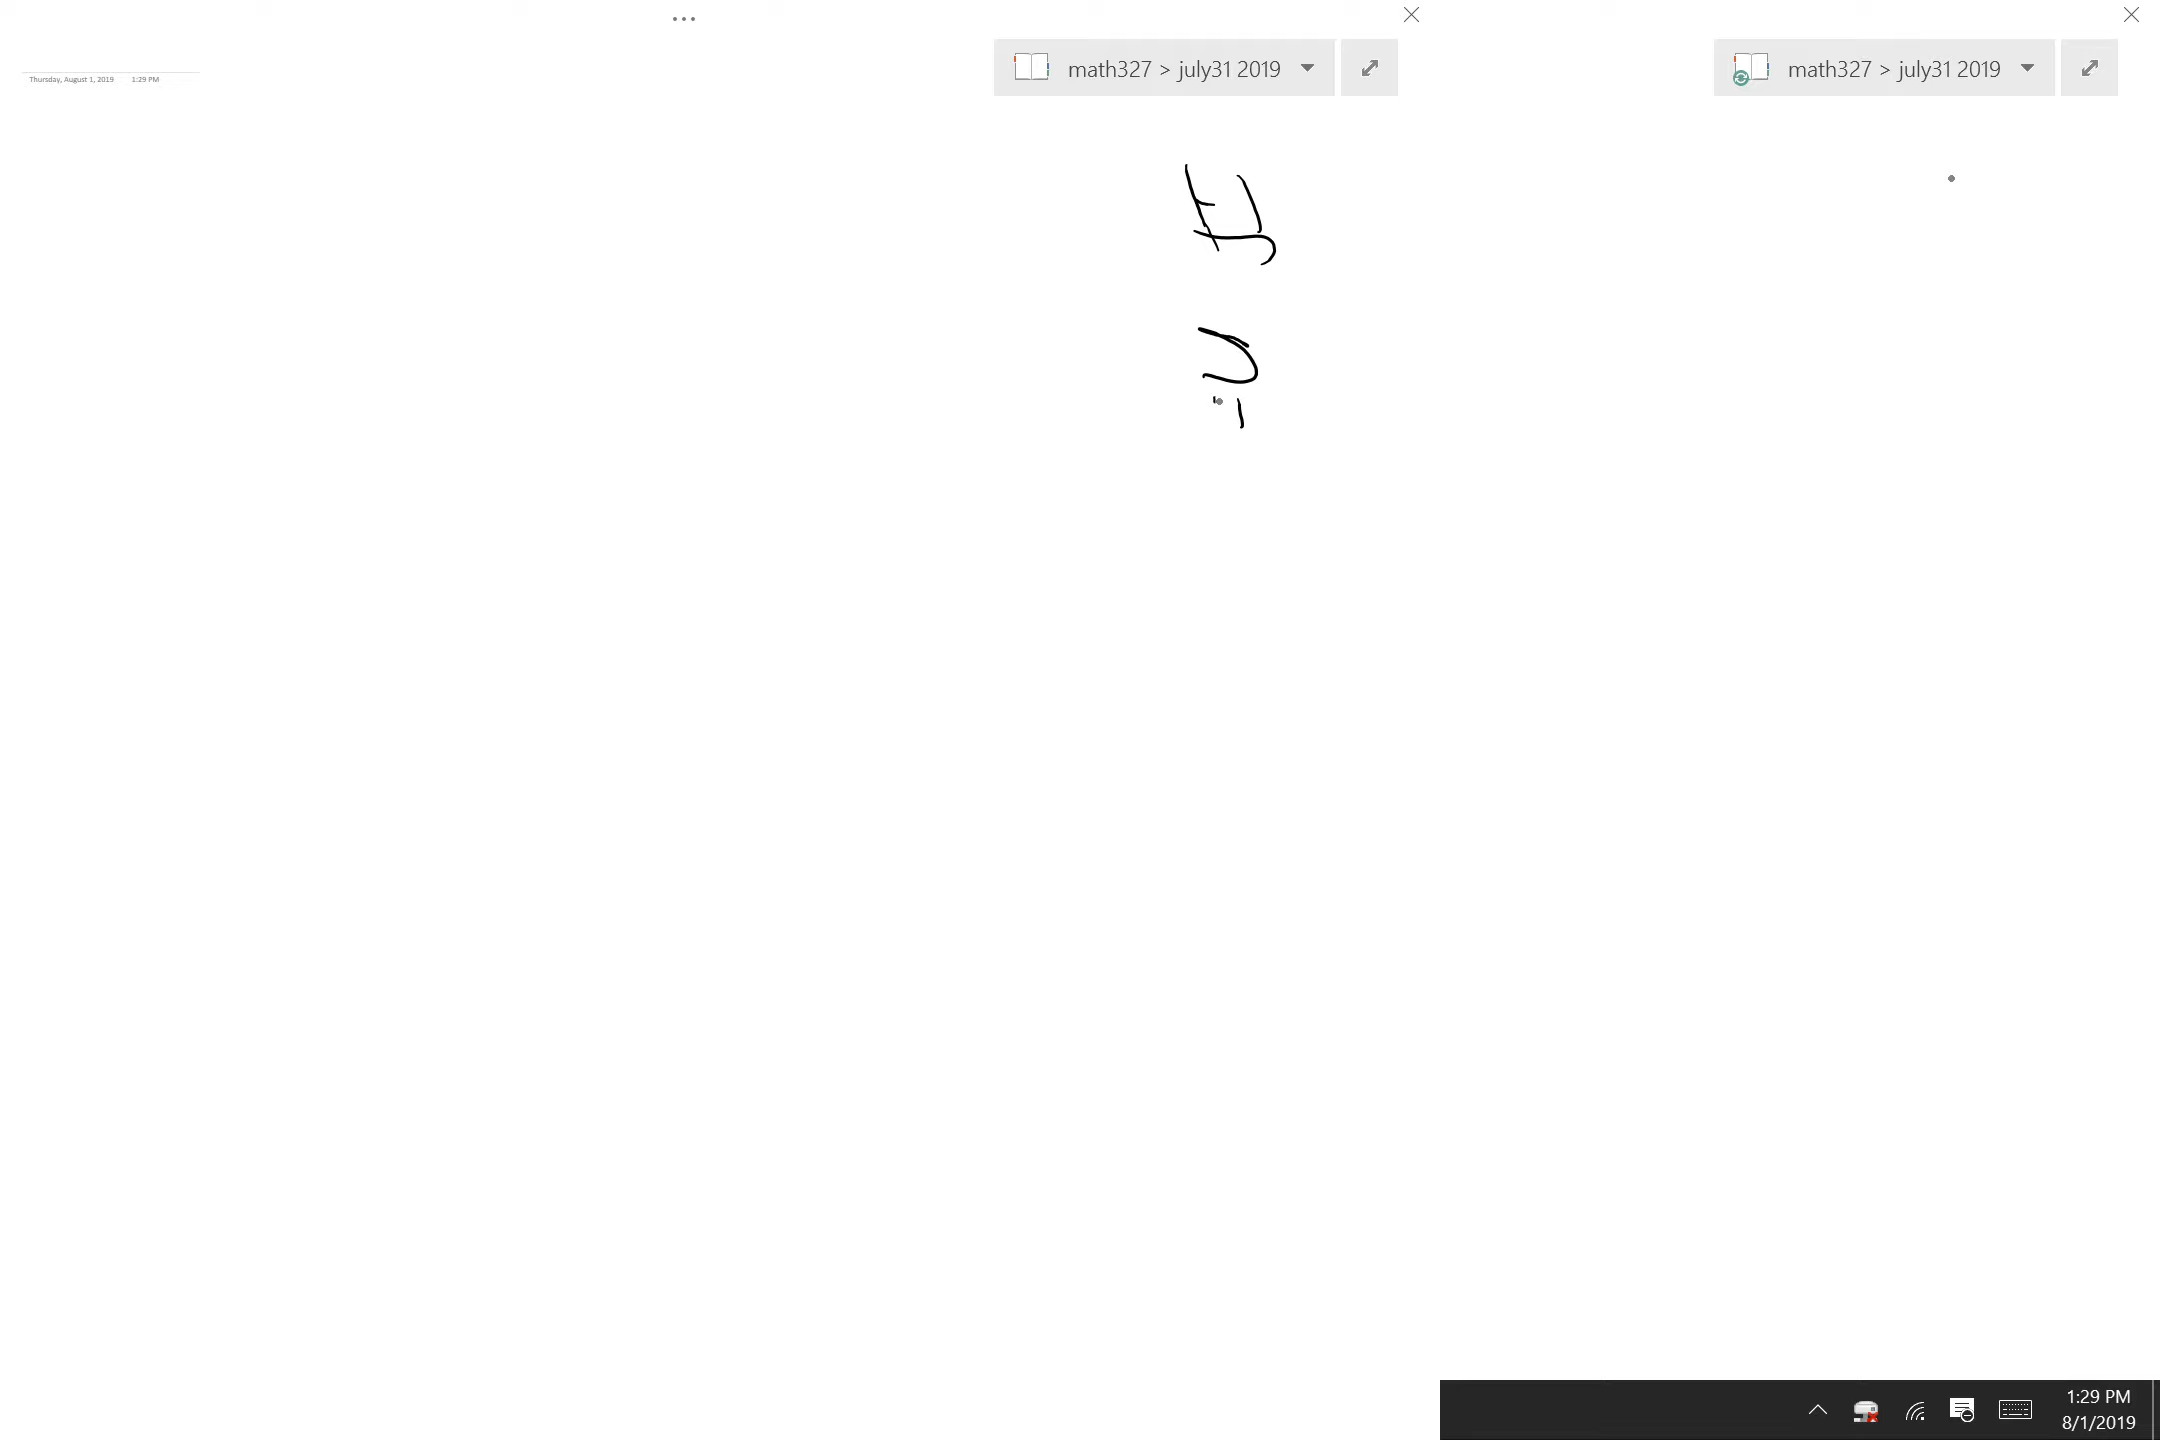 math327 > july31 2019
math327 > july31 2019
Thursday, August 1, 2019 1:29 PM
1:29 PM
8/1/2019